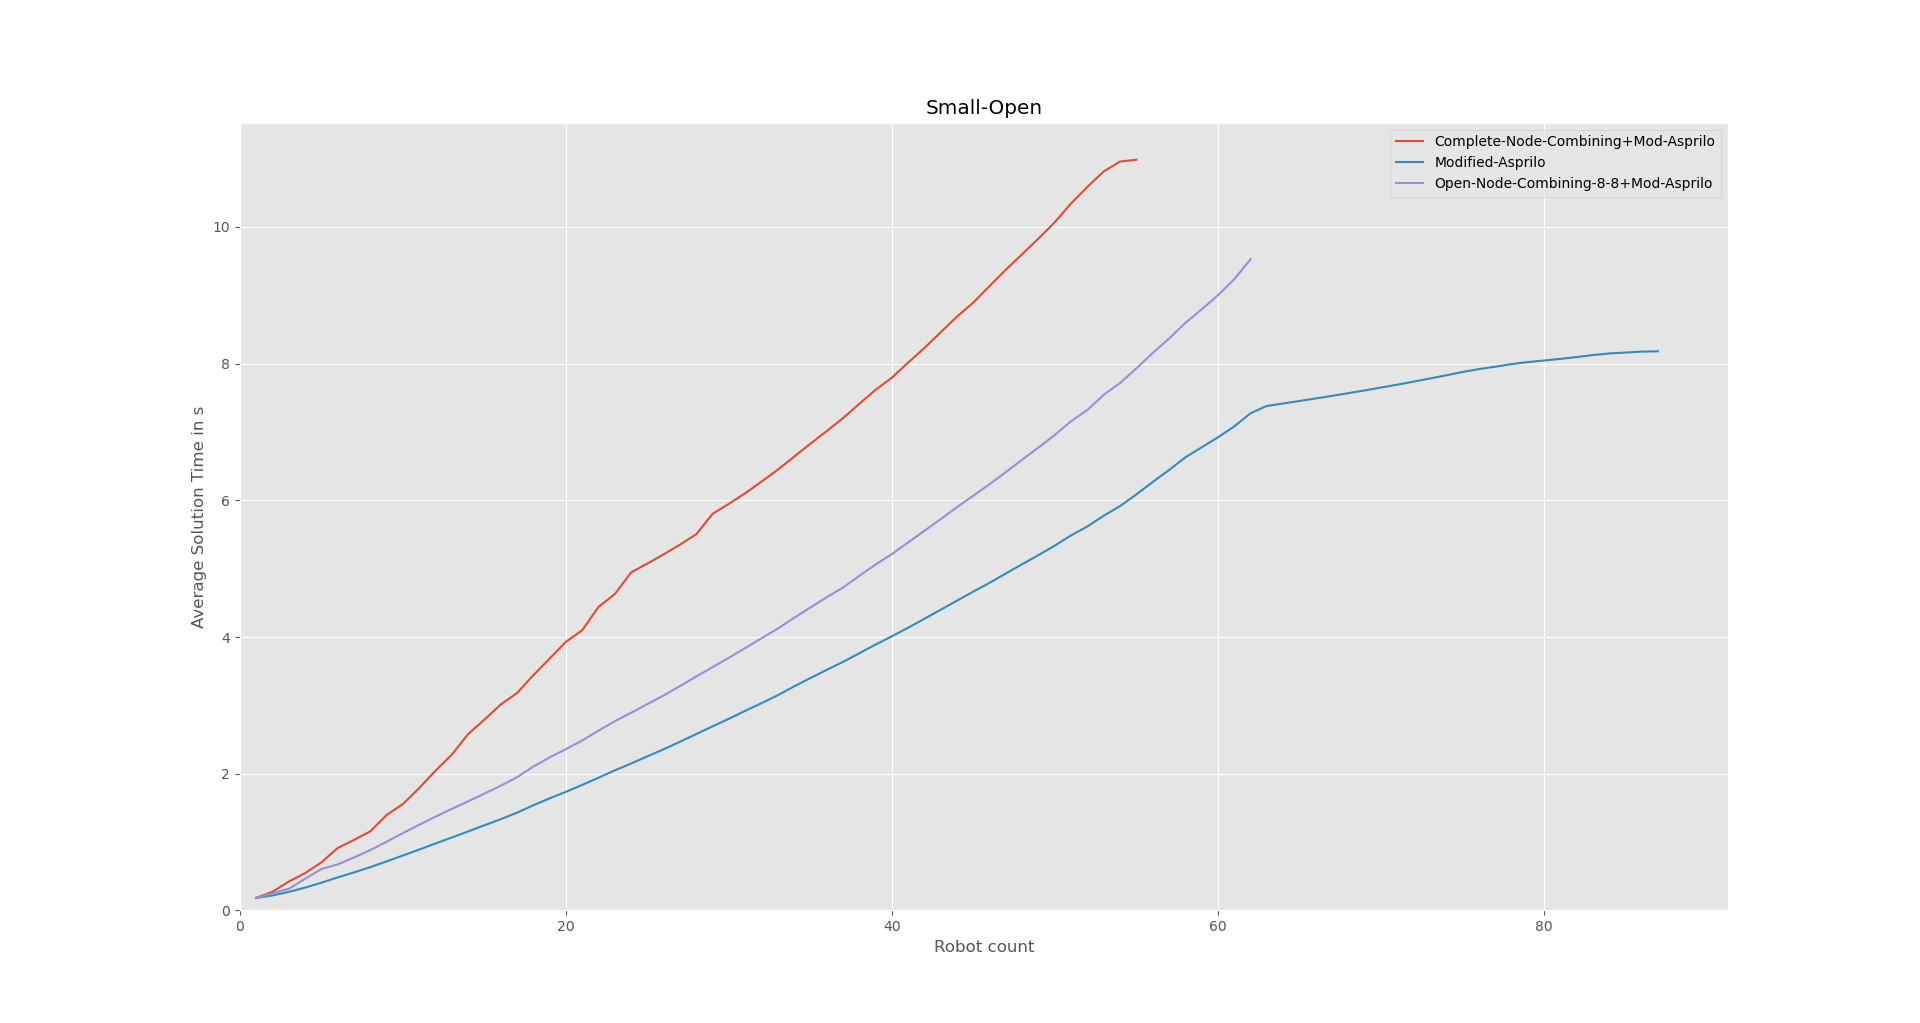 Small-Open
Complete-Node-Combining+Mod-Asprilo
Modified-Asprilo
Open-Node-Combining-8-8+Mod-Asprilo
Average Solution Time in s
10
8
6
4
2
0
0 20 40 60 80
Robot count